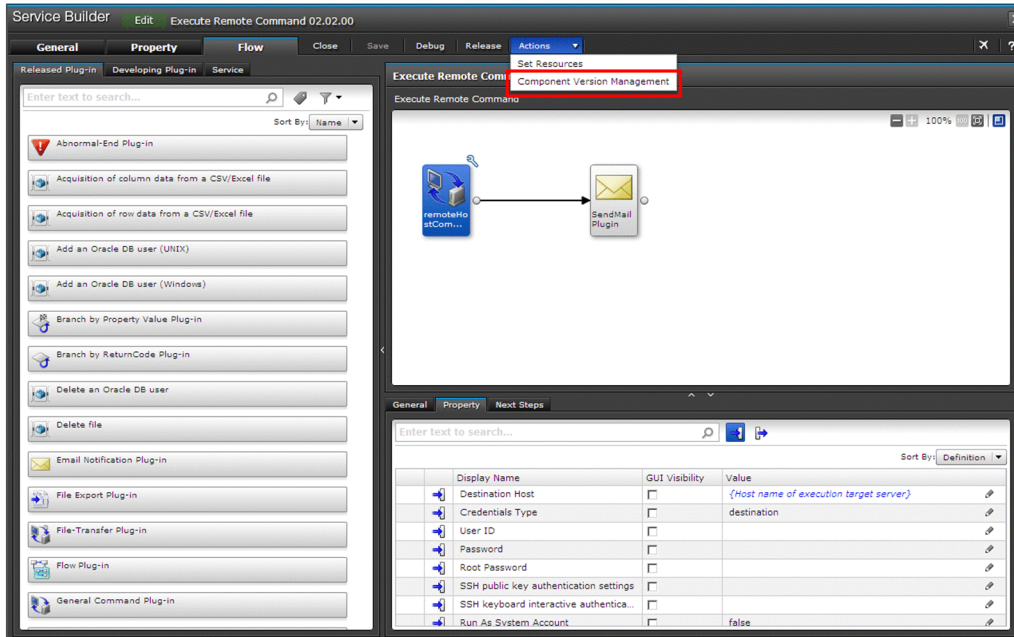 Service Builder Edit Execute Remote Command 02.02.00
General Property Flow Close Save Debug Release Actions ?
Set Resources
Component Version Management
Released Plug-in Developing Plug-in Service
Enter text to search...
Sort By: Name
Abnormal-End Plug-in
Acquisition of column data from a CSV/Excel file
Acquisition of row data from a CSV/Excel file
Add an Oracle DB user (UNIX)
Add an Oracle DB user (Windows)
Branch by Property Value Plug-in
Branch by ReturnCode Plug-in
Delete an Oracle DB user
Delete file
Email Notification Plug-in
File Export Plug-in
File-Transfer Plug-in
Flow Plug-in
General Command Plug-in
Execute Remote Com
Execute Remote Command
100%
remoteHo
stCom...
SendMail
Plugin
General Property Next Steps
Enter text to search...
Sort By: Definition
Display Name GUI Visibility Value
Destination Host {Host name of execution target server}
Credentials Type destination
User ID
Password
Root Password
SSH public key authentication settings
SSH keyboard interactive authentica...
Run As System Account false